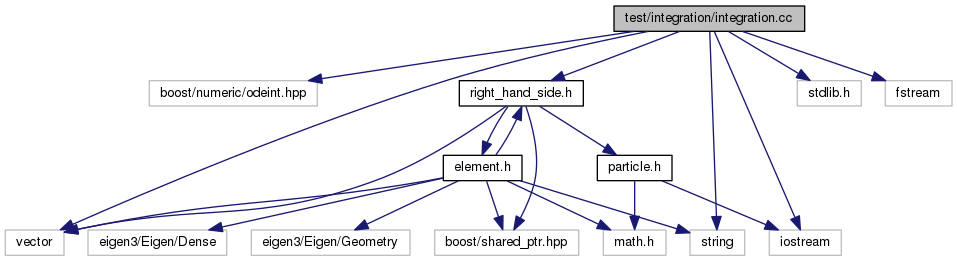 test/integration/integration.cc
boost/numeric/odeint.hpp
right_hand_side.h
stdlib.h
fstream
element.h
particle.h
vector
eigen3/Eigen/Dense
eigen3/Eigen/Geometry
boost/shared_ptr.hpp
math.h
string
iostream